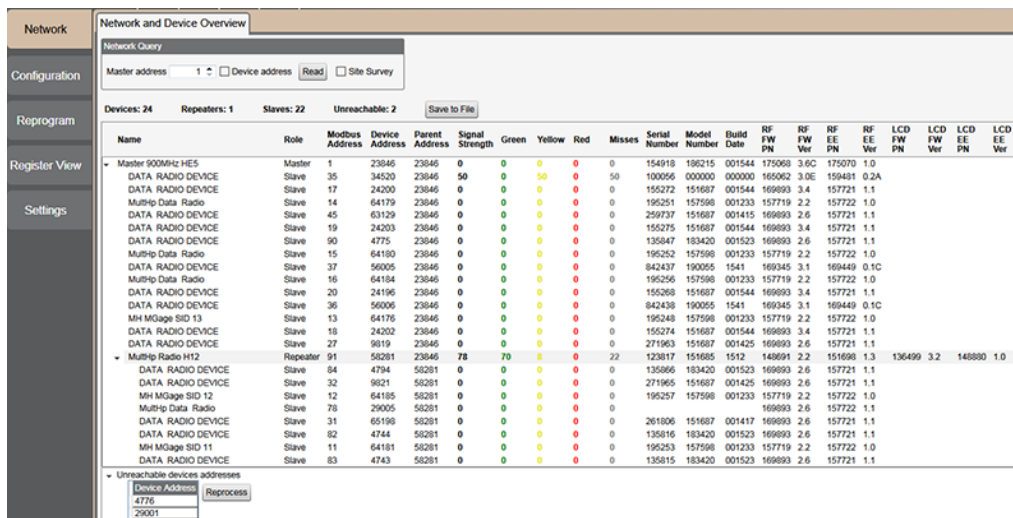 Network
Network and Device Overview
Network Query
Master address 1 Device address Read Site Survey
Configuration
Devices: 24 Repeaters: 1 Slaves: 22 Unreachable: 2 Save to File
Reprogram
Name Role Modbus Address Device Address Parent Address Signal Strength Green Yellow Red Misses Serial Number Model Number Build Date RF FW PN RF FW Ver RF EE PN RF EE Ver LCD FW PN LCD FW Ver LCD EE PN LCD EE Ver
Register View
Settings
Master 900MHz HE5 Master 1 23846 23846 0 0 0 0 0 154918 186215 001544 175068 3.6C 175070 1.0
DATA RADIO DEVICE Slave 35 34520 23846 50 0 50 0 50 100056 000000 000000 165062 3.0E 159481 0.2A
DATA RADIO DEVICE Slave 17 24200 23846 0 0 0 0 0 155272 151687 001544 169893 3.4 157721 1.1
MultHp Data Radio Slave 14 64179 23846 0 0 0 0 0 195251 157598 001233 157719 2.2 157722 1.0
DATA RADIO DEVICE Slave 45 63129 23846 0 0 0 0 0 259737 151687 001415 169893 2.6 157721 1.1
DATA RADIO DEVICE Slave 19 24203 23846 0 0 0 0 0 155275 151687 001544 169893 3.4 157721 1.1
DATA RADIO DEVICE Slave 90 4775 23846 0 0 0 0 0 135847 183420 001523 169893 2.6 157721 1.1
MultHp Data Radio Slave 15 64180 23846 0 0 0 0 0 195252 157598 001233 157719 2.2 157722 1.0
DATA RADIO DEVICE Slave 37 56005 23846 0 0 0 0 0 842437 190055 1541 169345 3.1 169449 0.1C
MultHp Data Radio Slave 16 64184 23846 0 0 0 0 0 195256 157598 001233 157719 2.2 157722 1.0
DATA RADIO DEVICE Slave 20 24196 23846 0 0 0 0 0 155268 151687 001544 169893 3.4 157721 1.1
DATA RADIO DEVICE Slave 36 56006 23846 0 0 0 0 0 842438 190055 1541 169345 3.1 169449 0.1C
MH MGage SID 13 Slave 13 64176 23846 0 0 0 0 0 195248 157598 001233 157719 2.2 157722 1.0
DATA RADIO DEVICE Slave 18 24202 23846 0 0 0 0 0 155274 151687 001544 169893 3.4 157721 1.1
DATA RADIO DEVICE Slave 27 9819 23846 0 0 0 0 0 271963 151687 001425 169893 2.6 157721 1.1
MultHp Radio H12 Repeater 91 58281 23846 78 70 8 0 22 123817 151685 1512 148691 2.2 151698 1.3 136499 3.2 148880 1.0
DATA RADIO DEVICE Slave 84 4794 58281 0 0 0 0 0 135866 183420 001523 169893 2.6 157721 1.1
DATA RADIO DEVICE Slave 32 9821 58281 0 0 0 0 0 271965 151687 001425 169893 2.6 157721 1.1
MH MGage SID 12 Slave 12 64185 58281 0 0 0 0 0 195257 157598 001233 157719 2.2 157722 1.0
MultHp Data Radio Slave 78 29005 58281 0 0 0 0 0 169893 2.6 157722 1.1
DATA RADIO DEVICE Slave 31 65198 58281 0 0 0 0 0 261806 151687 001417 169893 2.6 157721 1.1
DATA RADIO DEVICE Slave 82 4744 58281 0 0 0 0 0 135816 183420 001523 169893 2.6 157721 1.1
MH MGage SID 11 Slave 11 64181 58281 0 0 0 0 0 195253 157598 001233 157719 2.2 157722 1.0
DATA RADIO DEVICE Slave 83 4743 58281 0 0 0 0 0 135815 183420 001523 169893 2.6 157721 1.1
Unreachable devices addresses
Device Address Reprocess
4776
29001